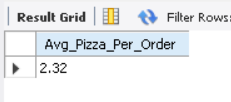 Result Grid Filter Rows:
Avg_Pizza_Per_Order
2.32